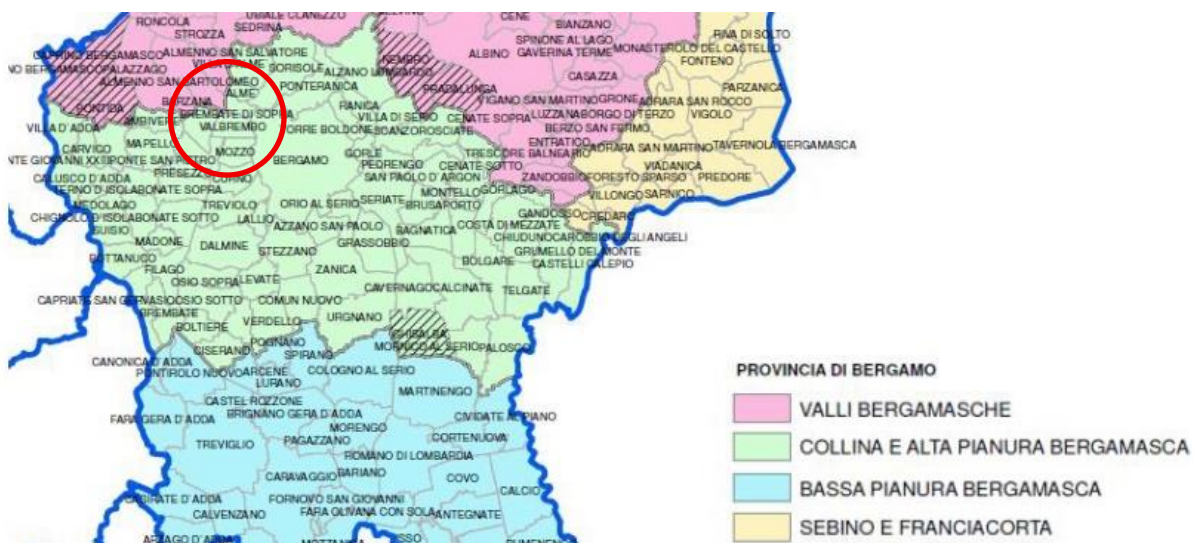 RONCOLA
UBIALE CLANEZZO
CENE
STROZZA
SEDRINA
BIANZANO
RIVA DI SOLTO
SPINONE AL LAGO
CAPRINO BERGAMASCO
ALMENNO SAN SALVATORE
NEMBRO
ALBINO
GAVERINA TERME
MONASTEROLO DEL CASTELLO
FONTENO
PALAZZAGO
SORISOLE
ALZANO LOMBARDO
CASAZZA
ALMENNO SAN BARTOLOMEO
PONTERANICA
PRADALUNGA
PARZANICA
ALME'
VIGANO SAN MARTINO
GRONE
ADRARA SAN ROCCO
PONTIDA
BARZANA
RANICA
BREMBATE DI SOPRA
VILLA DI SERIO
CENATE SOPRA
LUZZANA
BORGO DI TERZO
VIGOLO
VILLA D'ADDA
AMBIVERE
VALBREMBO
TORRE BOLDONE
SCANZOROSCIATE
BERZO SAN FERMO
CARVICO
MAPELLO
ENTRATICO
ADRARA SAN MARTINO
TAVERNOLA BERGAMASCA
MOZZO
GORLE
TRESCORE BALNEARIO
PONTE SAN PIETRO
BERGAMO
PEDRENGO
CENATE SOTTO
VIADANICA
CALUSCO D'ADDA
PRESEZZO
CURNO
SAN PAOLO D'ARGON
ZANDOBBIO
FORESTO SPARSO
PREDORE
TERNO D'ISOLA
BONATE SOPRA
MONTELLO
GORLAGO
VILLONGO
SARNICO
MEDOLAGO
TREVIOLO
ORIO AL SERIO
SERIATE
BRUSAPORTO
CHIGNOLO D'ISOLA
BONATE SOTTO
LALLIO
AZZANO SAN PAOLO
BAGNATICA
COSTA DI MEZZATE
GANDOSSO
CREDARO
SUISIO
CHIUDUNO
CAROBBIO DEGLI ANGELI
MADONE
DALMINE
STEZZANO
GRASSOBBIO
GRUMELLO DEL MONTE
BOTTANUCO
BOLGARE
CASTELLI CALEPIO
FILAGO
ZANICA
OSIO SOPRA
LEVATE
CAVERNAGO
CALCINATE
TELGATE
CAPRIATE SAN GERVASIO
OSIO SOTTO
COMUN NUOVO
BREMBATE
URGNANO
BOLTIERE
VERDELLO
GHISALBA
POGNANO
MORNICO AL SERIO
PALOSCO
CISERANO
SPIRANO
CANONICA D'ADDA
PONTIROLO NUOVO
ARCENE
COLOGNO AL SERIO
LURANO
MARTINENGO
CASTEL ROZZONE
FARA GERA D'ADDA
BRIGNANO GERA D'ADDA
CIVIDATE AL PIANO
MORENGO
TREVIGLIO
PAGAZZANO
CORTENUOVA
ROMANO DI LOMBARDIA
CARAVAGGIO
BARIANO
COVO
CALCIO
FORNOVO SAN GIOVANNI
CALVENZANO
FARA OLIVANA CON SOLA
ANTEGNATE
ARZAGO D'ADDA
PROVINCIA DI BERGAMO
VALLI BERGAMASCHE
COLLINA E ALTA PIANURA BERGAMASCA
BASSA PIANURA BERGAMASCA
SEBINO E FRANCIACORTA